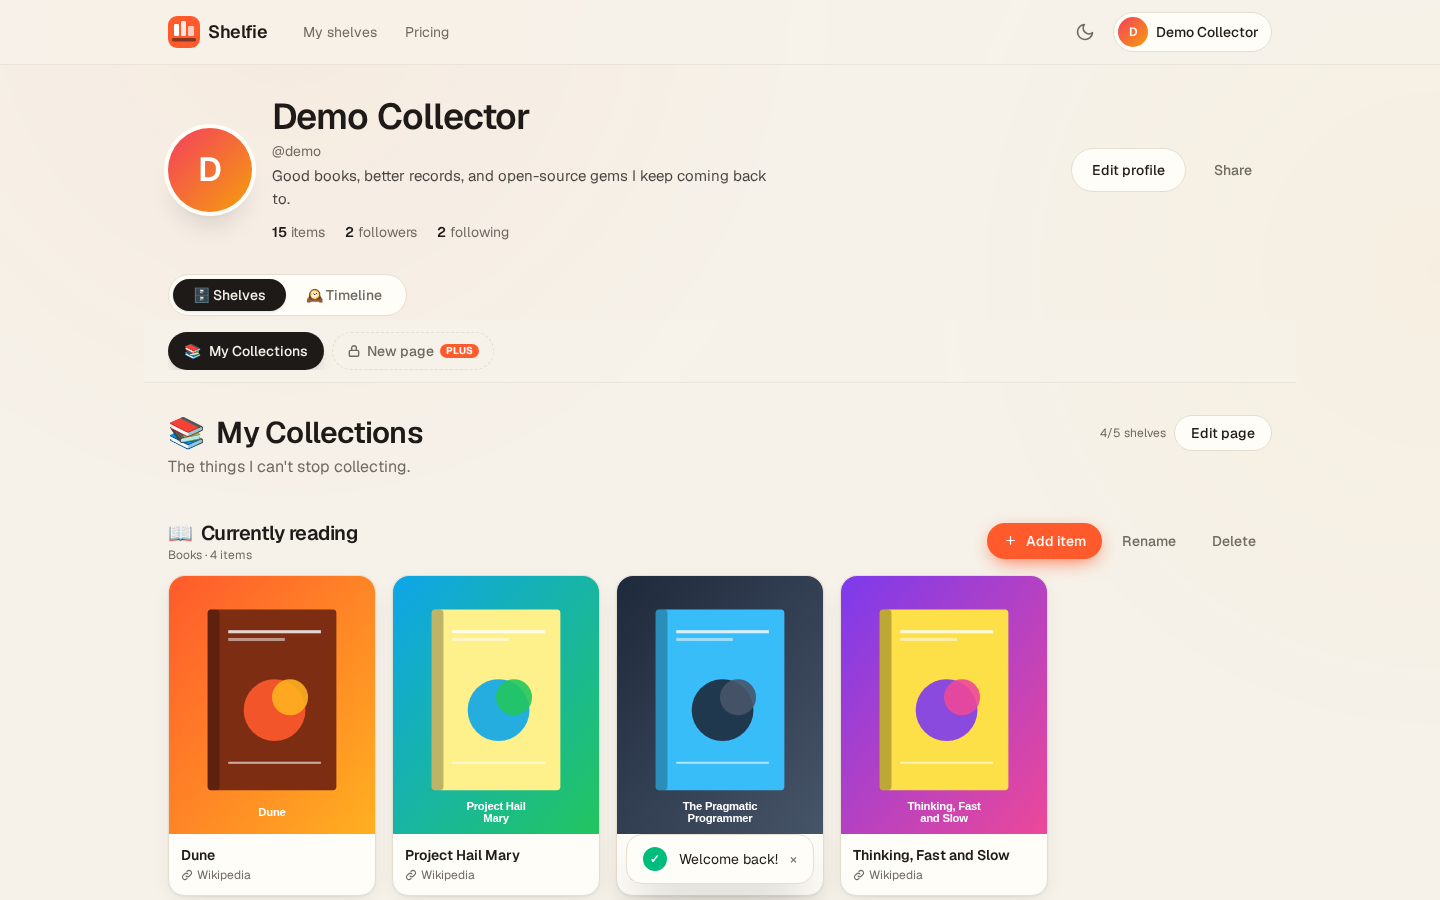 Shelfie
My shelves
Pricing
D
Demo Collector
D
Demo Collector
@demo
Good books, better records, and open-source gems I keep coming back
to.
15 items
2 followers
2 following
Edit profile
Share
Shelves
Timeline
My Collections
New page
PLUS
My Collections
The things I can't stop collecting.
4/5 shelves
Edit page
Currently reading
Books · 4 items
+ Add item
Rename
Delete
Dune
Project Hail
Mary
The Pragmatic
Programmer
Thinking, Fast
and Slow
Dune
Wikipedia
Project Hail Mary
Wikipedia
✓ Welcome back! ×
Thinking, Fast and Slow
Wikipedia